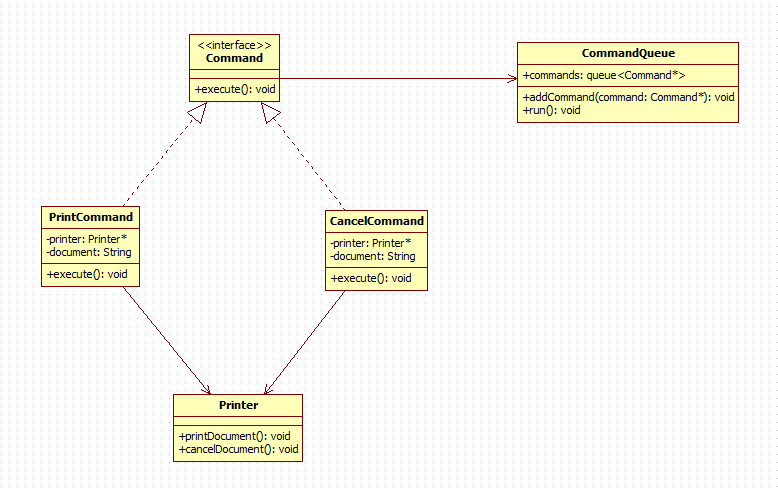 <<interface>>
Command
+execute(): void
CommandQueue
+commands: queue<Command*>
+addCommand(command: Command*): void
+run(): void
PrintCommand
-printer: Printer*
-document: String
+execute(): void
CancelCommand
-printer: Printer*
-document: String
+execute(): void
Printer
+printDocument(): void
+cancelDocument(): void